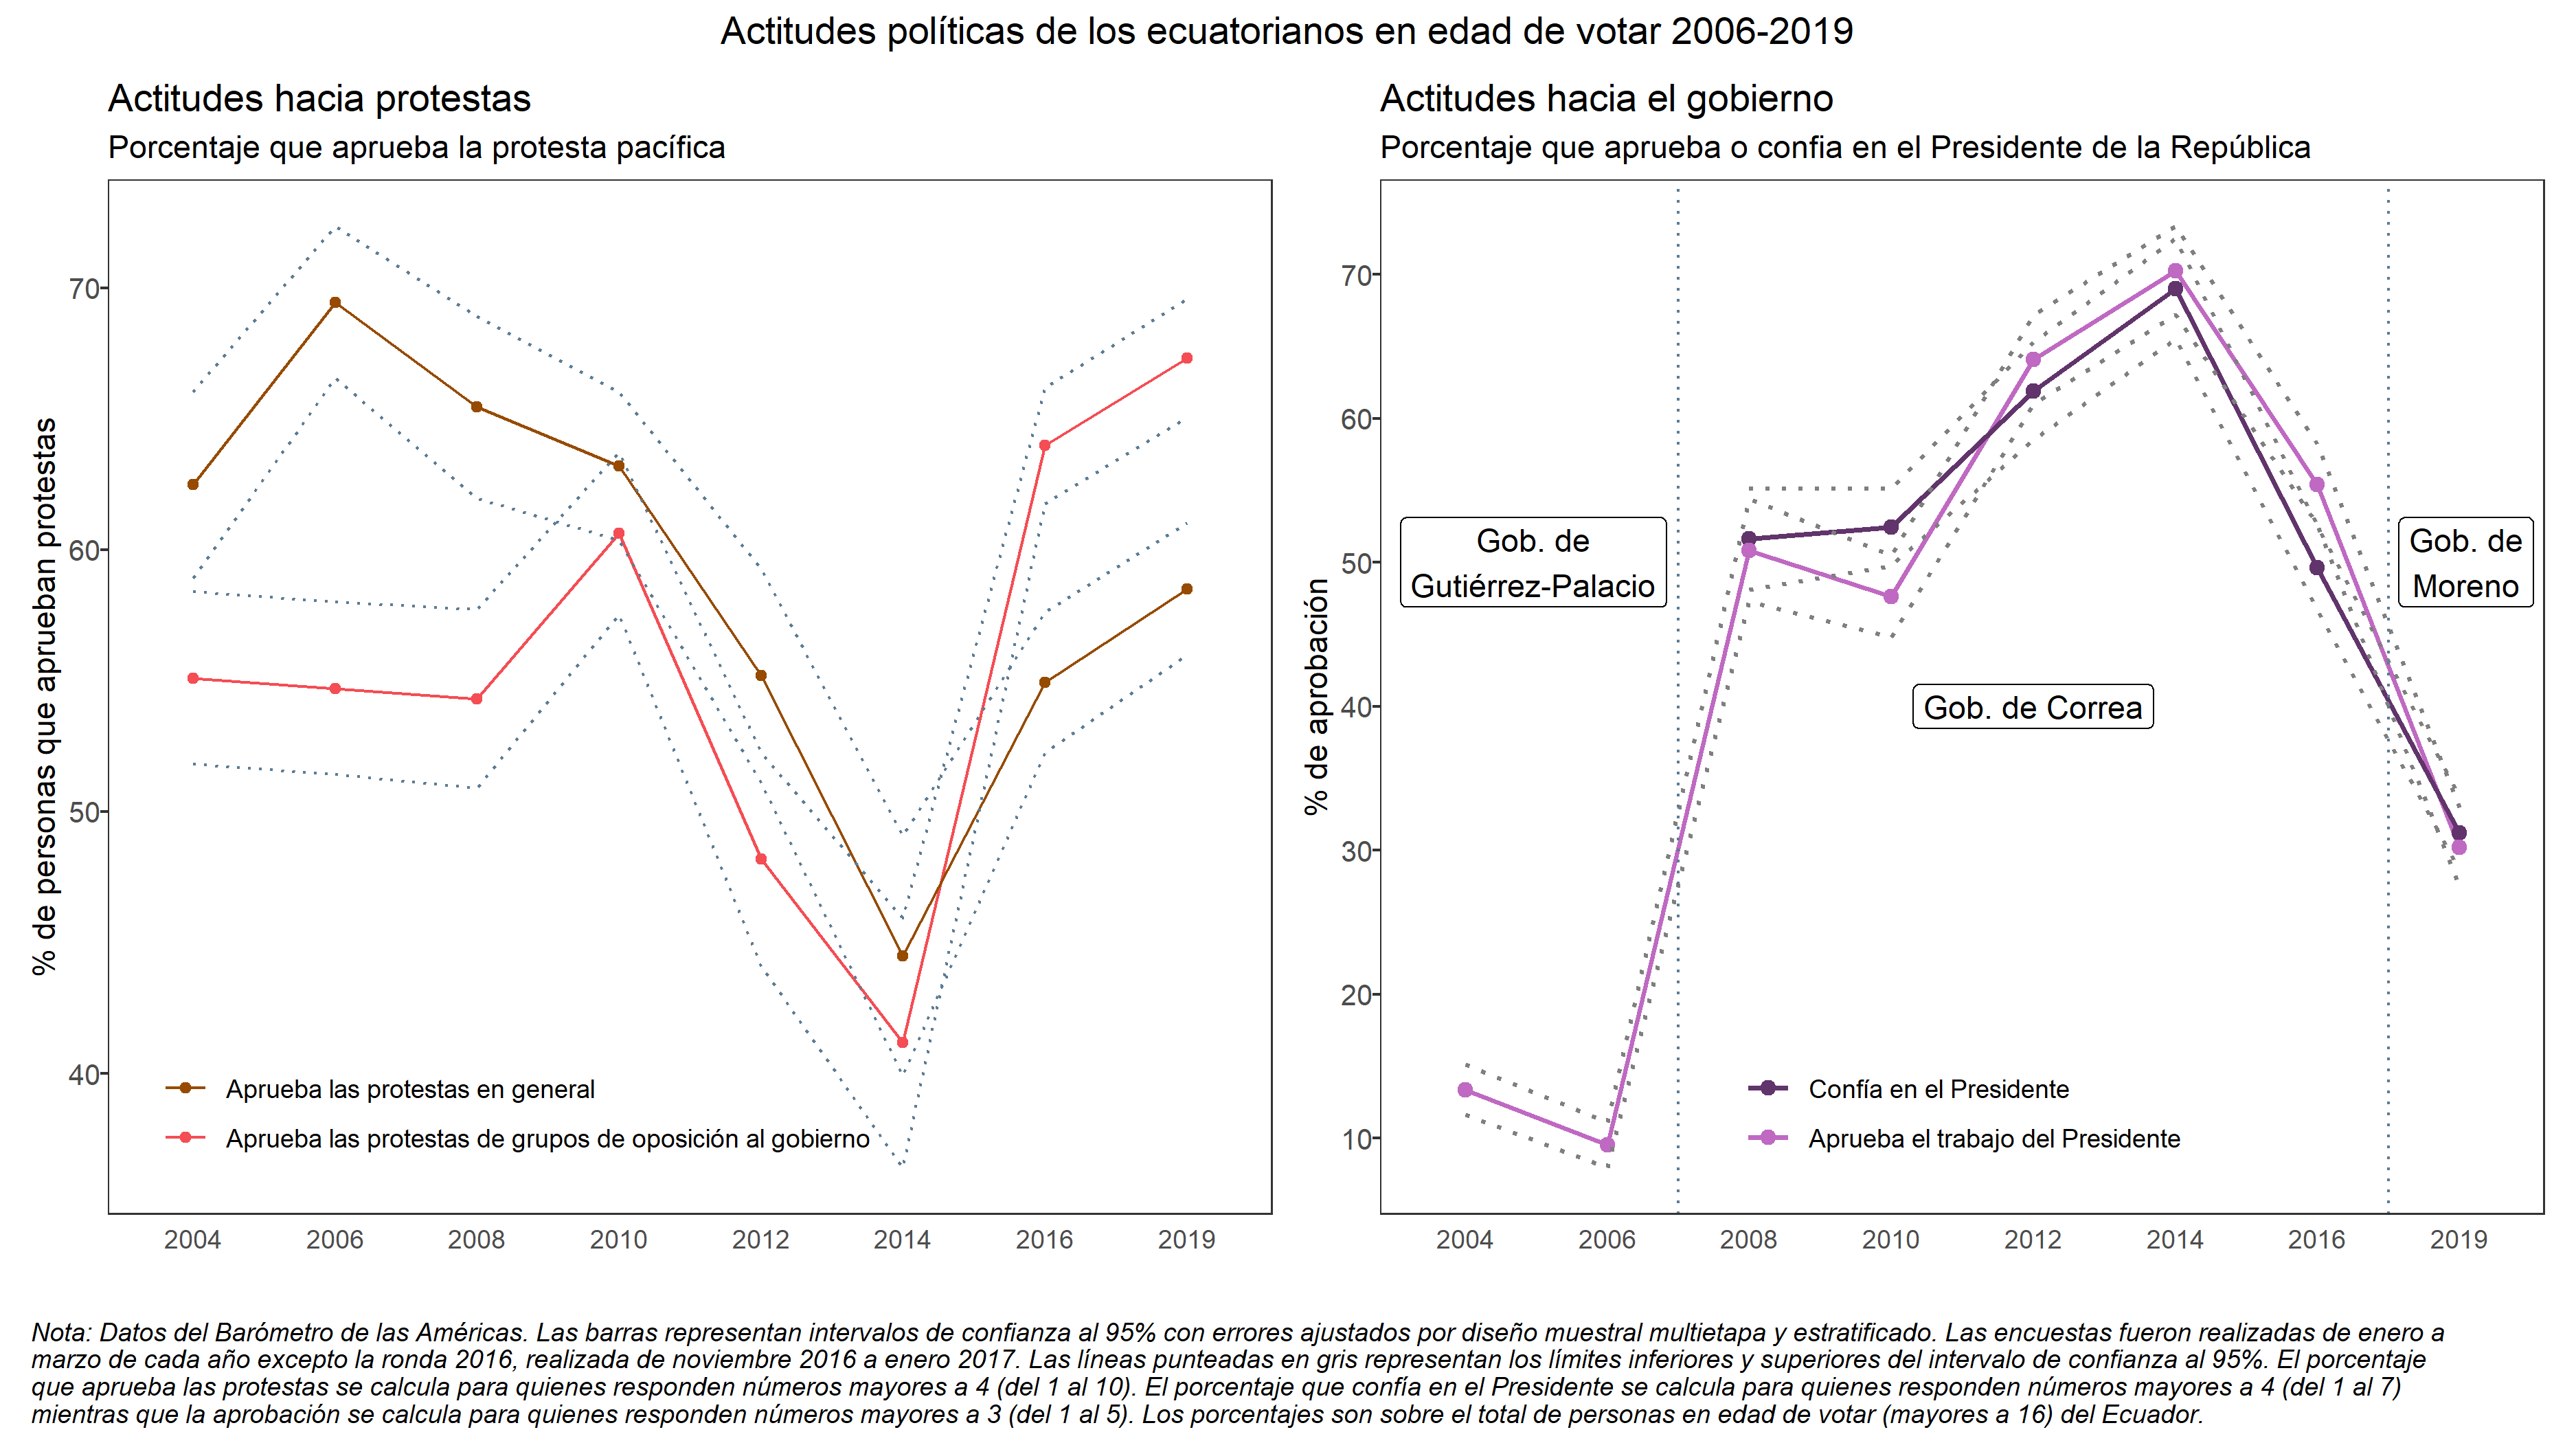 Actitudes políticas de los ecuatorianos en edad de votar 2006-2019
Actitudes hacia protestas
Porcentaje que aprueba la protesta pacífica
% de personas que aprueban protestas
70
60
50
40
Aprueba las protestas en general
Aprueba las protestas de grupos de oposición al gobierno
2004 2006 2008 2010 2012 2014 2016 2019
Actitudes hacia el gobierno
Porcentaje que aprueba o confia en el Presidente de la República
% de aprobación
70
60
50
40
30
20
10
Gob. de
Gutiérrez-Palacio
Gob. de Correa
Gob. de
Moreno
Confía en el Presidente
Aprueba el trabajo del Presidente
2004 2006 2008 2010 2012 2014 2016 2019
Nota: Datos del Barómetro de las Américas. Las barras representan intervalos de confianza al 95% con errores ajustados por diseño muestral multietapa y estratificado. Las encuestas fueron realizadas de enero a
marzo de cada año excepto la ronda 2016, realizada de noviembre 2016 a enero 2017. Las líneas punteadas en gris representan los límites inferiores y superiores del intervalo de confianza al 95%. El porcentaje
que aprueba las protestas se calcula para quienes responden números mayores a 4 (del 1 al 10). El porcentaje que confía en el Presidente se calcula para quienes responden números mayores a 4 (del 1 al 7)
mientras que la aprobación se calcula para quienes responden números mayores a 3 (del 1 al 5). Los porcentajes son sobre el total de personas en edad de votar (mayores a 16) del Ecuador.